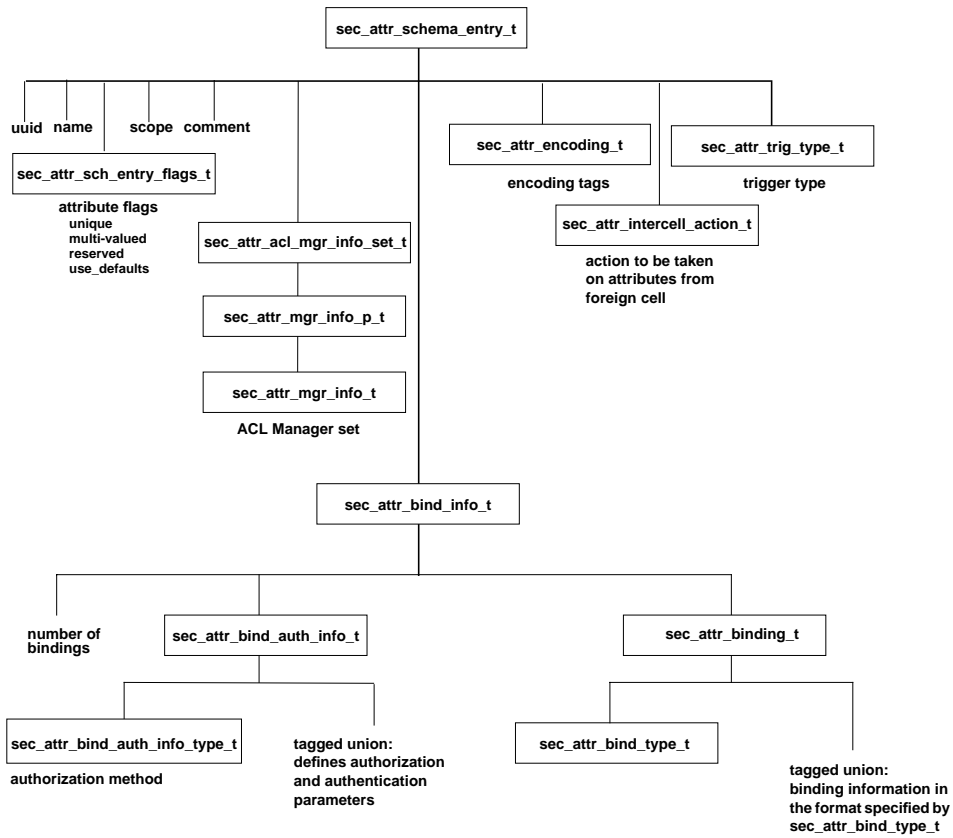 sec_attr_schema_entry_t
uuid
name
scope
comment
sec_attr_sch_entry_flags_t
attribute flags
unique
multi-valued
reserved
use_defaults
sec_attr_acl_mgr_info_set_t
sec_attr_mgr_info_p_t
sec_attr_mgr_info_t
ACL Manager set
sec_attr_encoding_t
encoding tags
sec_attr_trig_type_t
trigger type
sec_attr_intercell_action_t
action to be taken
on attributes from
foreign cell
sec_attr_bind_info_t
number of
bindings
sec_attr_bind_auth_info_t
sec_attr_binding_t
sec_attr_bind_auth_info_type_t
authorization method
tagged union:
defines authorization
and authentication
parameters
sec_attr_bind_type_t
tagged union:
binding information in
the format specified by
sec_attr_bind_type_t